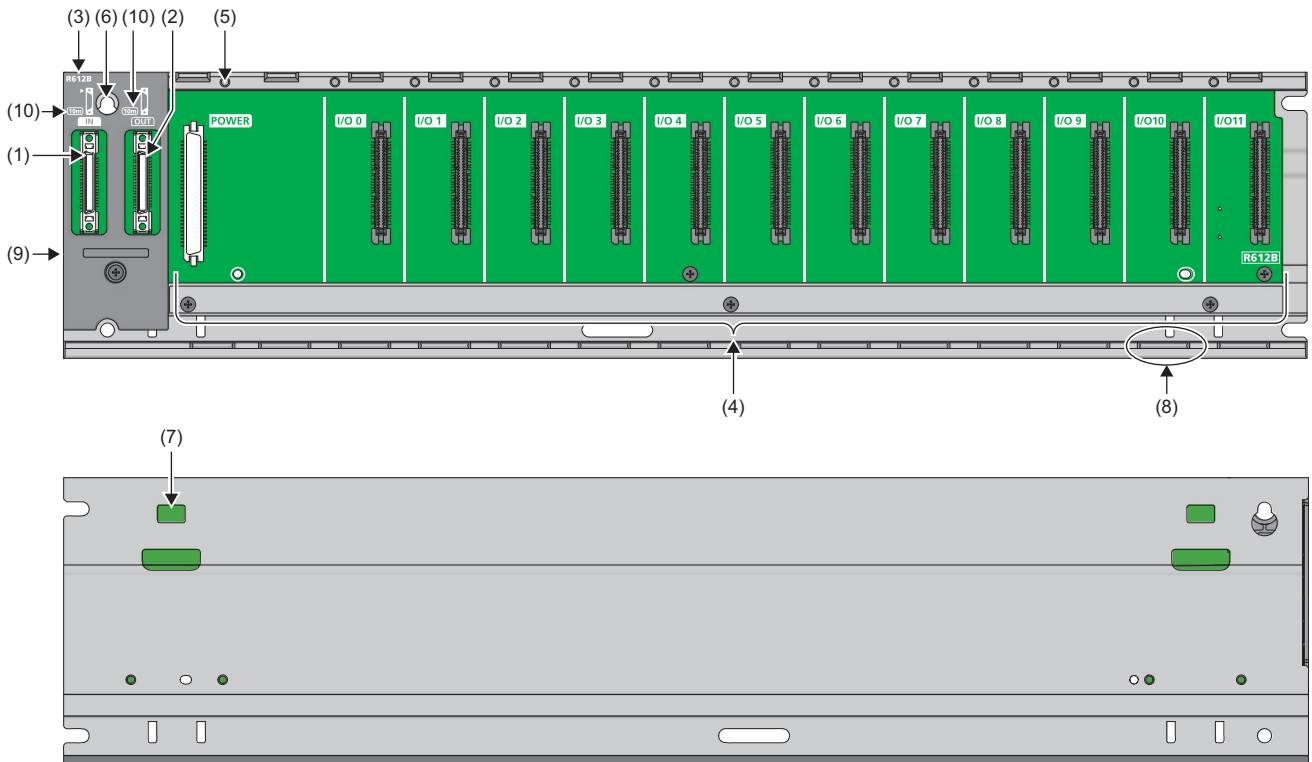 (3) (6) (10) (2) (5)
R612B
(10) 10m 10m
IN OUT
POWER I/O 0 I/O 1 I/O 2 I/O 3 I/O 4 I/O 5 I/O 6 I/O 7 I/O 8 I/O 9 I/O10 I/O11
(1)
(9)
R612B
(4) (8)
(7)